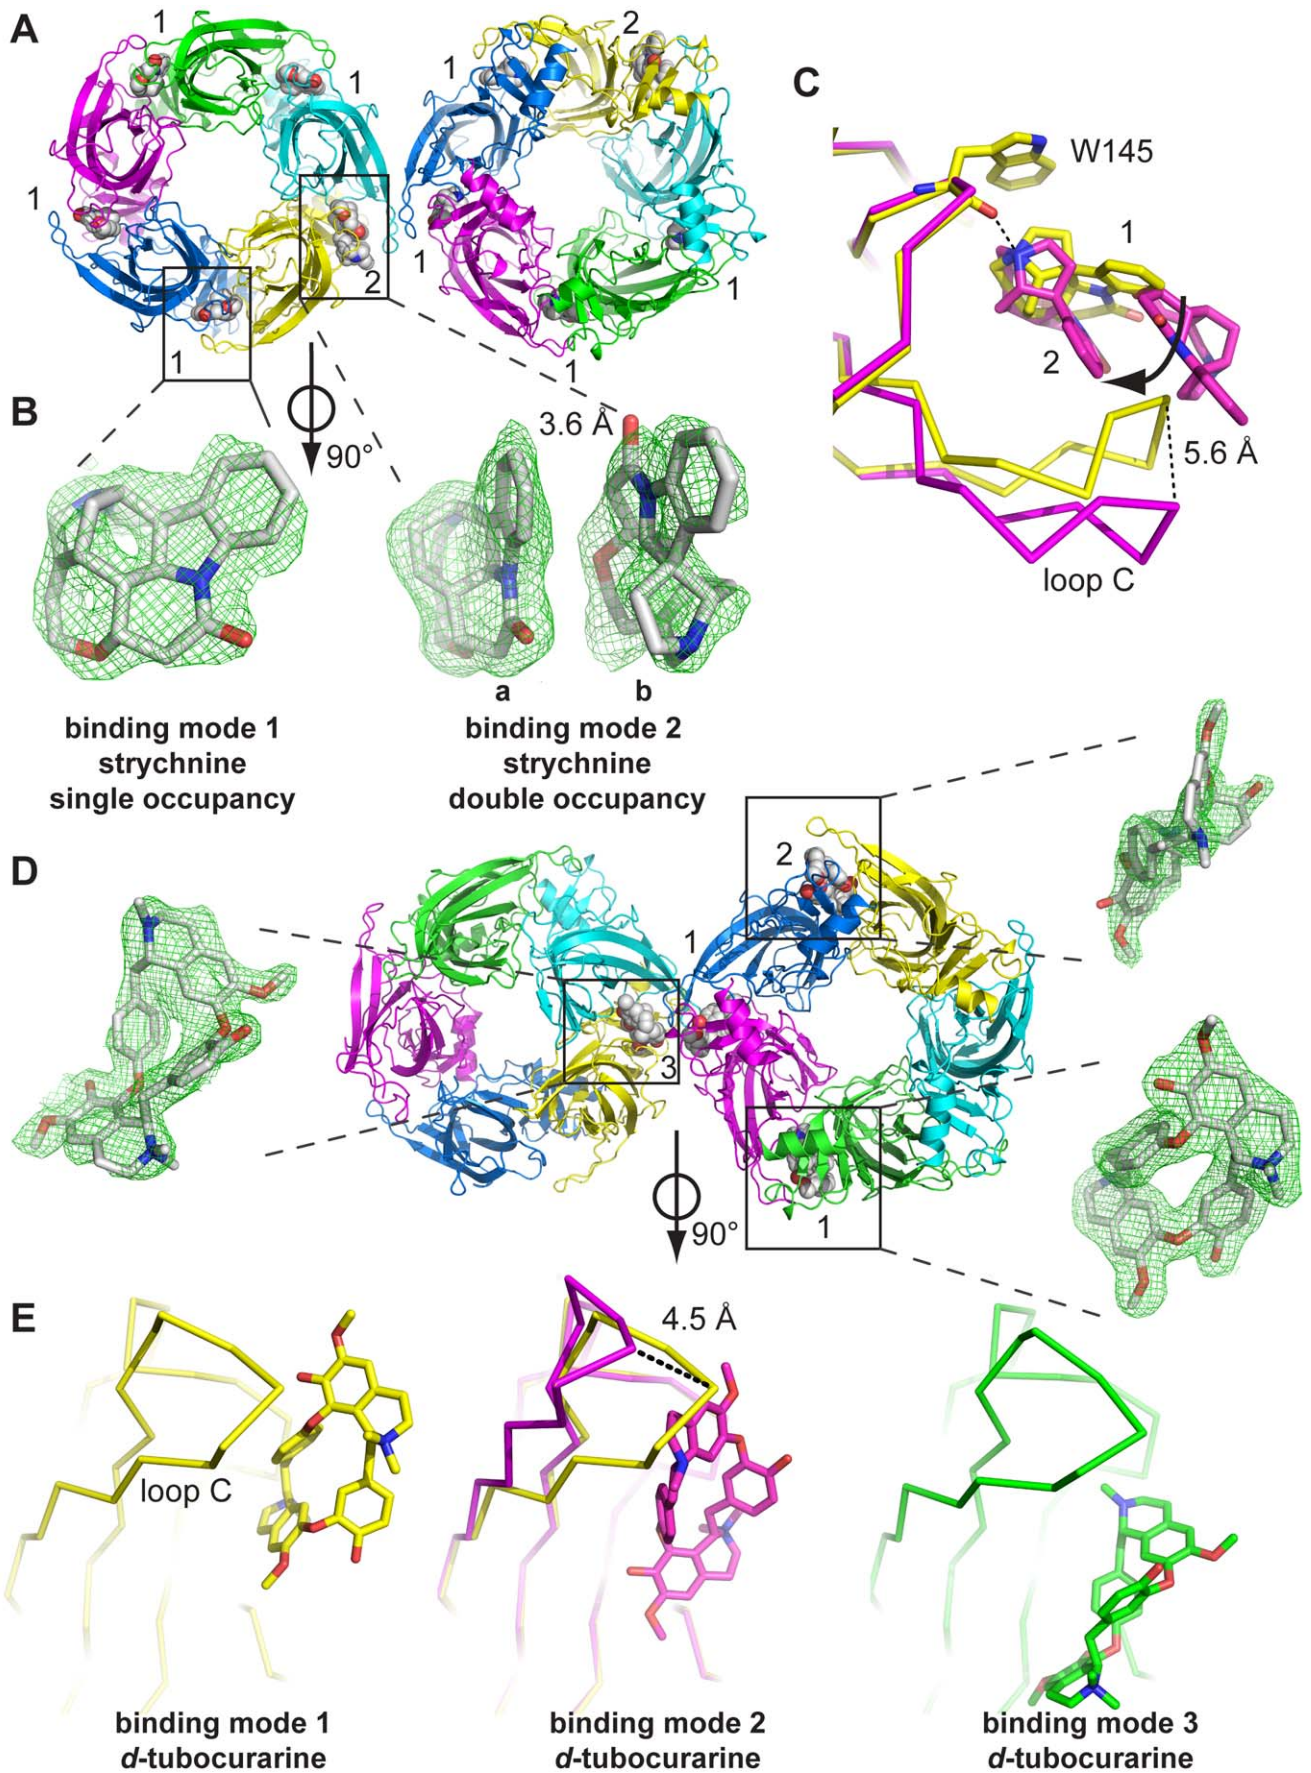 A
1
1
1
1
2
1
2
1
1
1
1
C
W145
1
2
5.6 Å
loop C
B
90°
3.6 Å
a
b
binding mode 1
strychnine
single occupancy
binding mode 2
strychnine
double occupancy
D
2
1
3
1
90°
E
loop C
4.5 Å
binding mode 1
d-tubocurarine
binding mode 2
d-tubocurarine
binding mode 3
d-tubocurarine